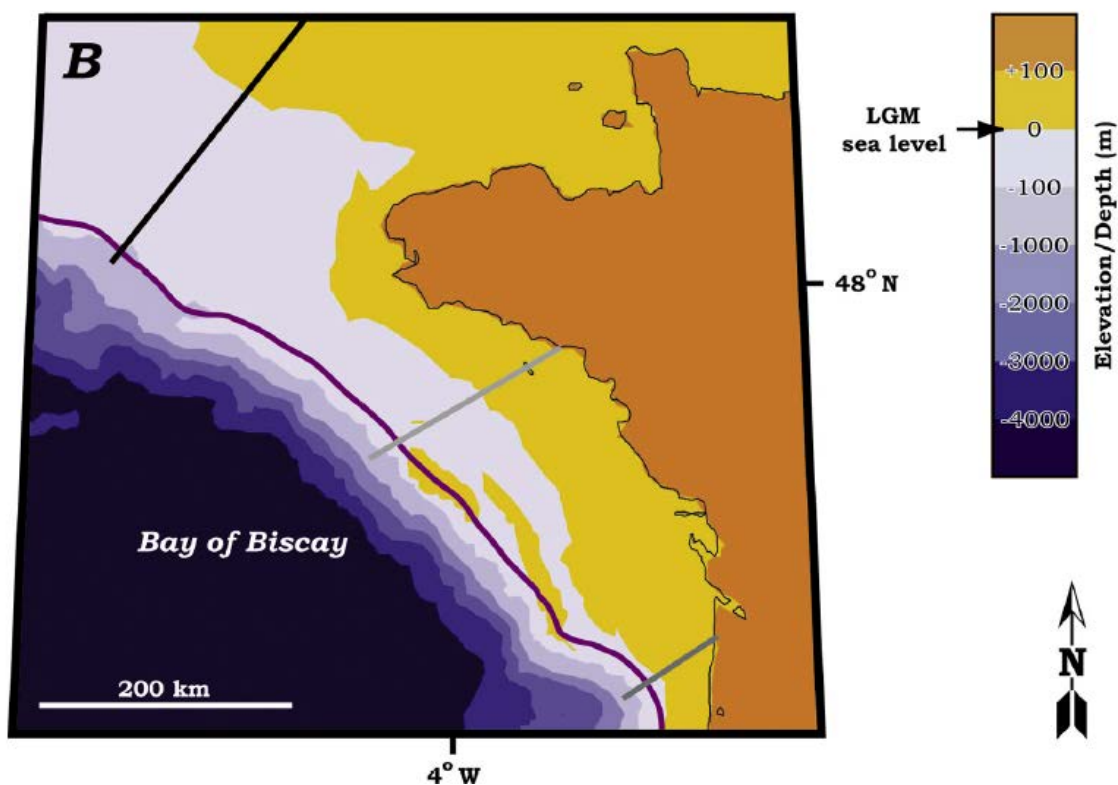 B
+100
LGM
sea level
0
-100
-1000
-2000
-3000
-4000
Elevation/Depth (m)
48° N
Bay of Biscay
200 km
N
4° W